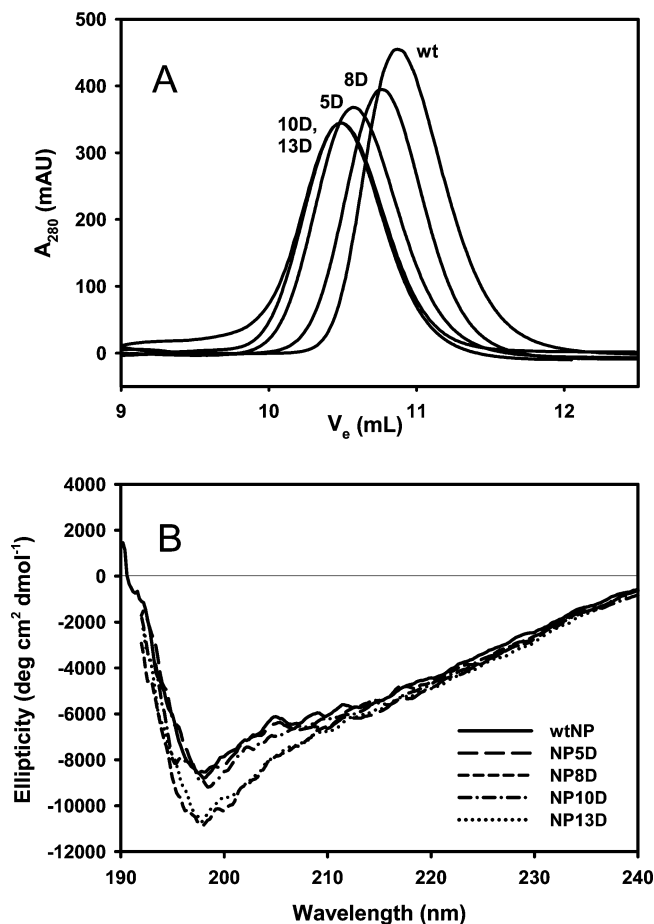 A
500
400
300
200
100
0
A280 (mAU)
wt
8D
5D
10D,
13D
9
10
11
12
Ve (mL)
B
4000
2000
0
-2000
-4000
-6000
-8000
-10000
-12000
Ellipticity (deg cm2 dmol-1)
wtNP
NP5D
NP8D
NP10D
NP13D
190
200
210
220
230
240
Wavelength (nm)